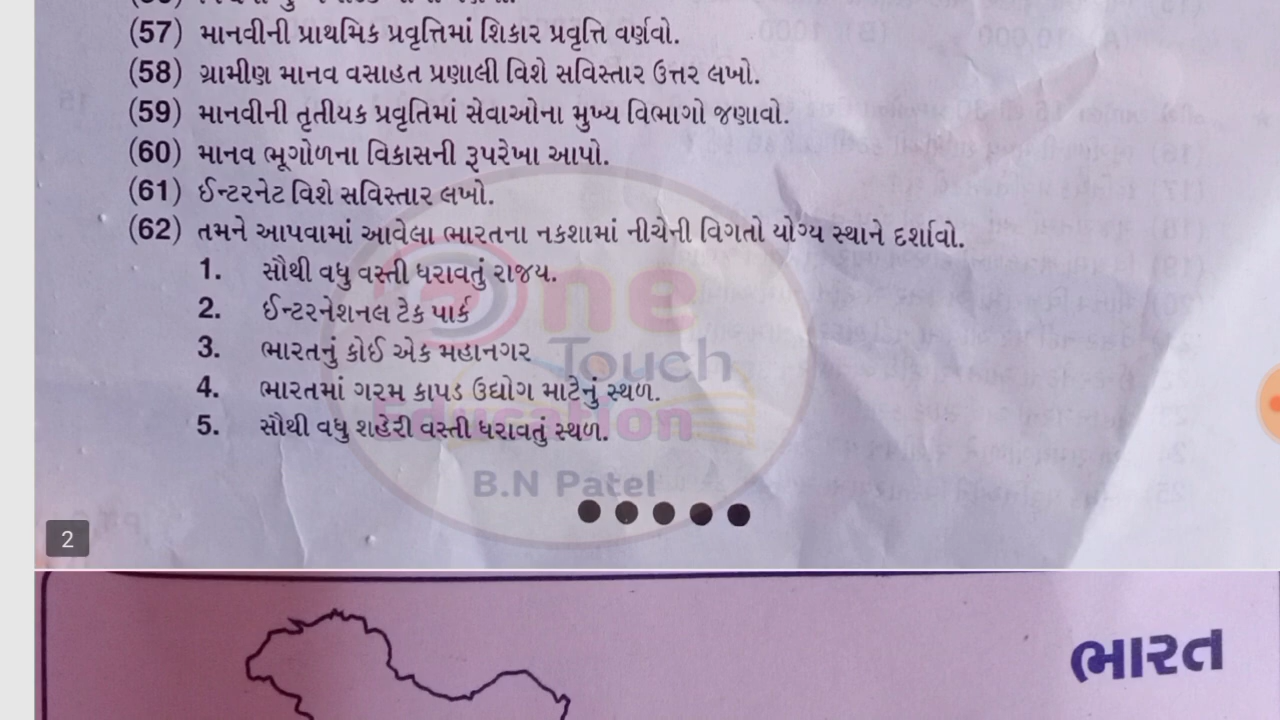 (57) માનવીની પ્રાથમિક પ્રવૃત્તિમાં શિકાર પ્રવૃત્તિ વર્ણવો.
(58) ગ્રામીણ માનવ વસાહત પ્રણાલી વિશે સવિસ્તાર ઉત્તર લખો.
(59) માનવીની તૃતીયક પ્રવૃતિમાં સેવાઓના મુખ્ય વિભાગો જણાવો.
(60) માનવ ભૂગોળના વિકાસની રૂપરેખા આપો.
(61) ઈન્ટરનેટ વિશે સવિસ્તાર લખો.
(62) તમને આપવામાં આવેલા ભારતના નકશામાં નીચેની વિગતો યોગ્ય સ્થાને દર્શાવો.
1. સૌથી વધુ વસ્તી ધરાવતું રાજય.
2. ઈન્ટરનેશનલ ટેક પાર્ક
3. ભારતનું કોઈ એક મહાનગર
4. ભારતમાં ગરમ કાપડ ઉદ્યોગ માટેનું સ્થળ.
5. સૌથી વધુ શહેરી વસ્તી ધરાવતું સ્થળ.
One
Touch
Education
B.N Patel
2
ભારત